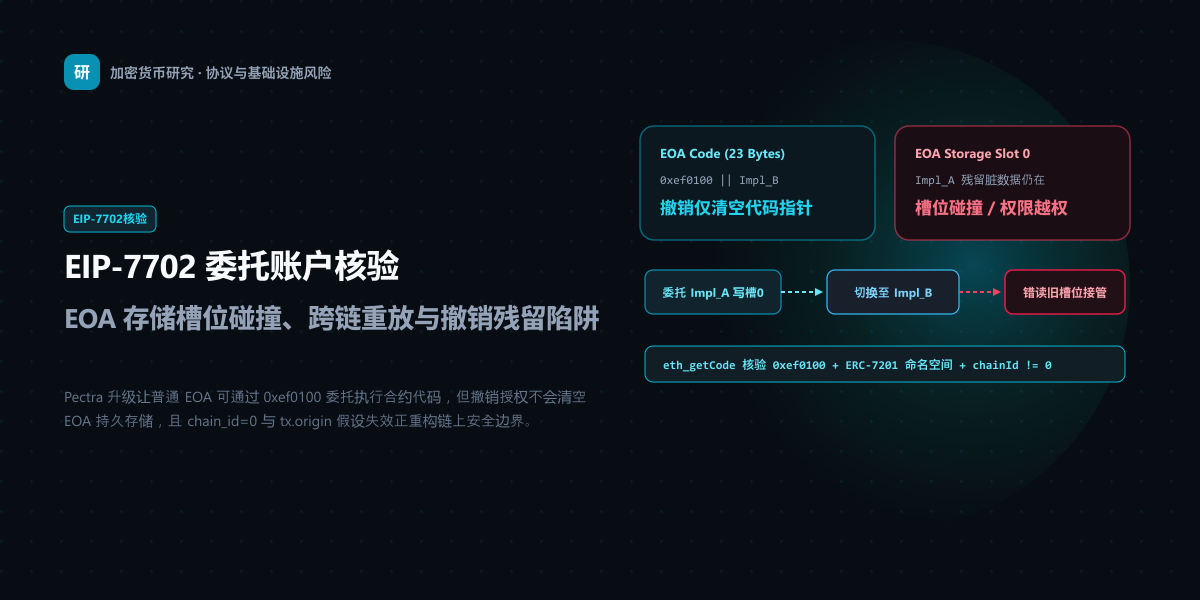 研
加密货币研究 · 协议与基础设施风险
EIP-7702核验
EIP-7702 委托账户核验
EOA 存储槽位碰撞、跨链重放与撤销残留陷阱
Pectra 升级让普通 EOA 可通过 0xef0100 委托执行合约代码，但撤销授权不会清空
EOA 持久存储，且 chain_id=0 与 tx.origin 假设失效正重构链上安全边界。
EOA Code (23 Bytes)
0xef0100 || Impl_B
撤销仅清空代码指针
EOA Storage Slot 0
Impl_A 残留脏数据仍在
槽位碰撞 / 权限越权
委托 Impl_A 写槽0
切换至 Impl_B
错读旧槽位接管
eth_getCode 核验 0xef0100 + ERC-7201 命名空间 + chainId != 0